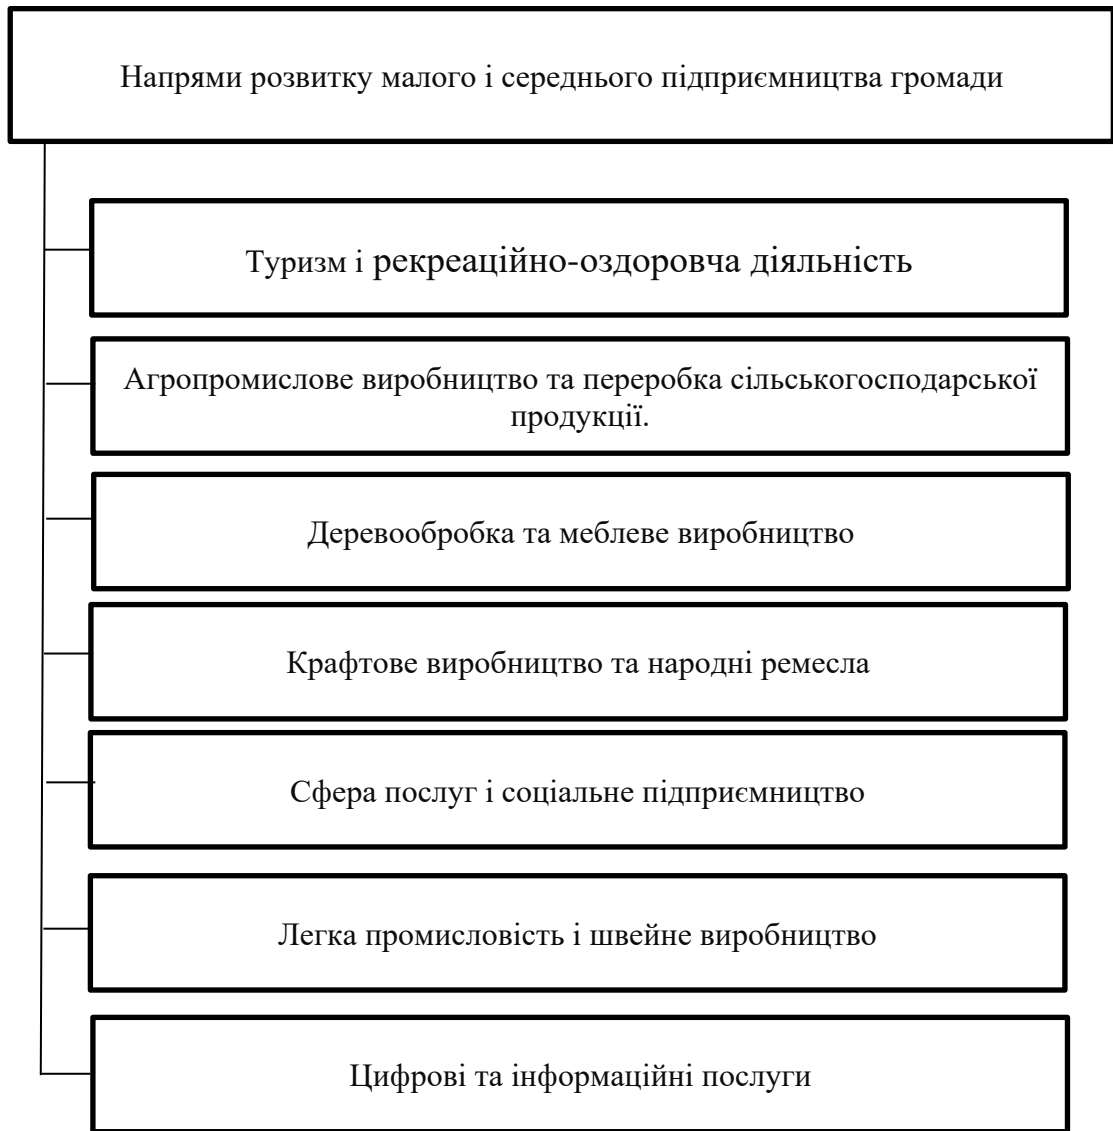 Напрями розвитку малого і середнього підприємництва громади
Туризм і рекреаційно-оздоровча діяльність
Агропромислове виробництво та переробка сільськогосподарської
продукції.
Деревообробка та меблеве виробництво
Крафтове виробництво та народні ремесла
Сфера послуг і соціальне підприємництво
Легка промисловість і швейне виробництво
Цифрові та інформаційні послуги